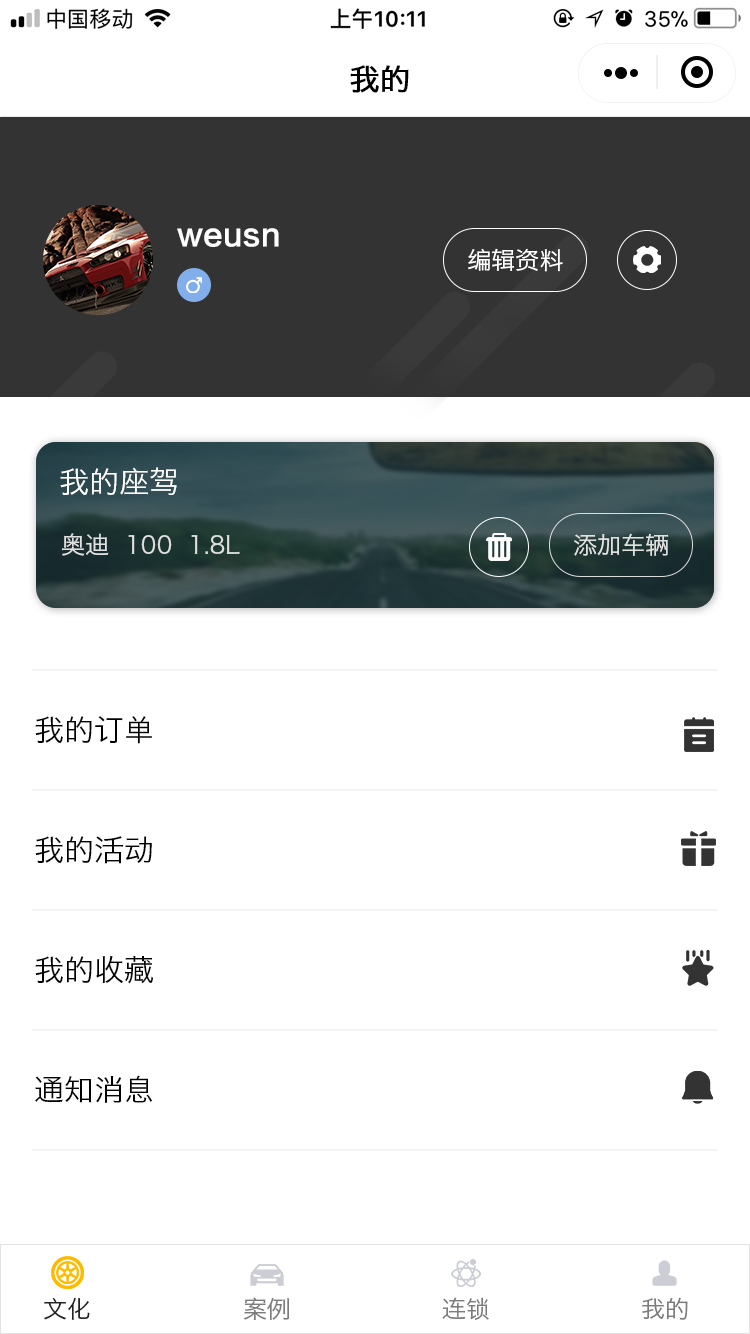 中国移动 上午10:11 35%
我的
weusn
编辑资料
我的座驾
奥迪 100 1.8L
添加车辆
我的订单
我的活动
我的收藏
通知消息
文化 案例 连锁 我的